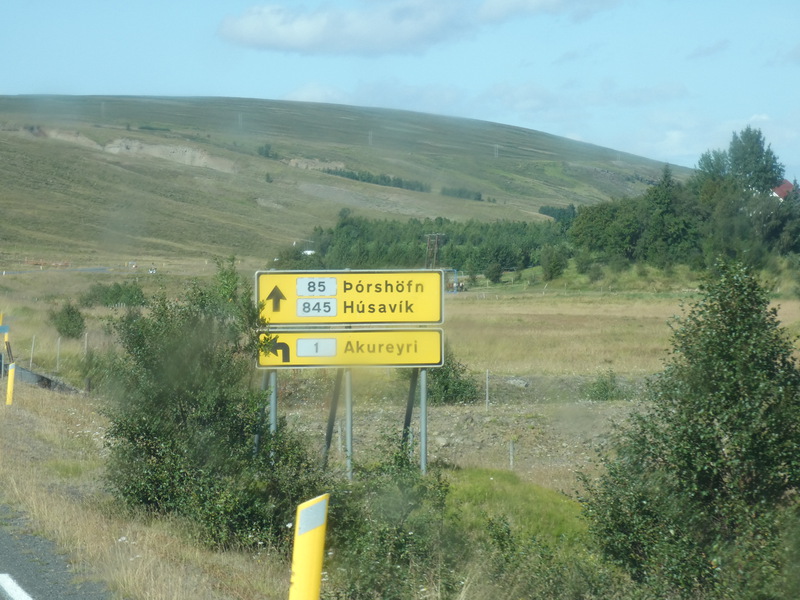 85 Þórshöfn
845 Húsavík
1 Akureyri